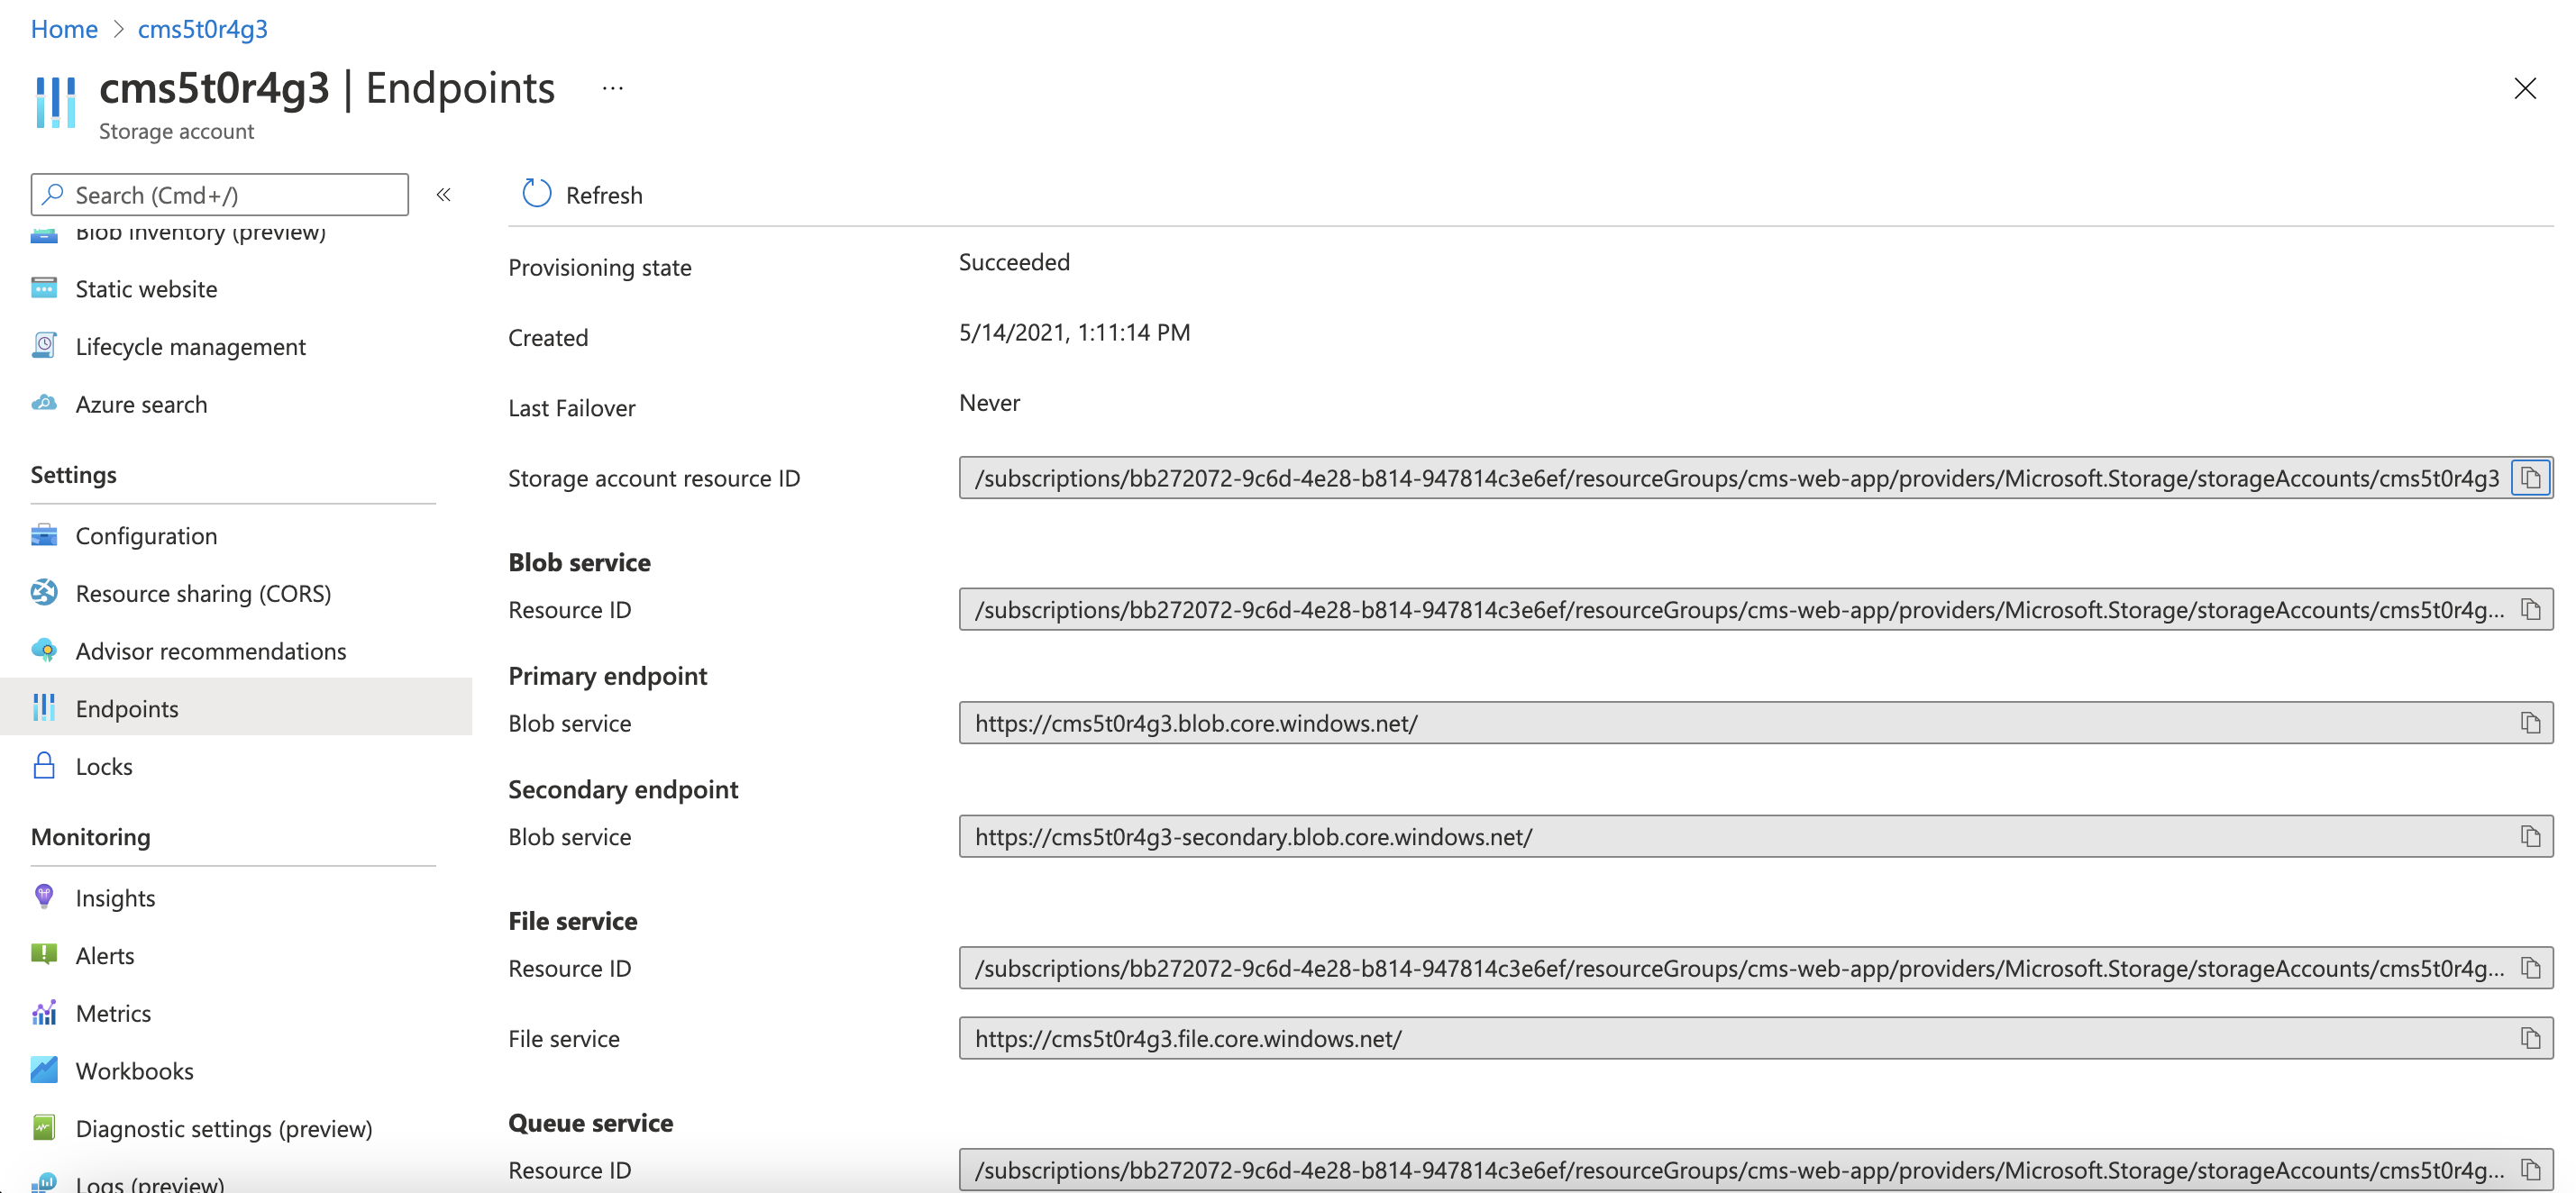 Home > cms5t0r4g3
cms5t0r4g3 | Endpoints ...
Storage account
Search (Cmd+/)
«
Blob inventory (preview)
Static website
Lifecycle management
Azure search
Settings
Configuration
Resource sharing (CORS)
Advisor recommendations
Endpoints
Locks
Monitoring
Insights
Alerts
Metrics
Workbooks
Diagnostic settings (preview)
Logs (preview)
Refresh
Provisioning state
Succeeded
Created
5/14/2021, 1:11:14 PM
Last Failover
Never
Storage account resource ID
/subscriptions/bb272072-9c6d-4e28-b814-947814c3e6ef/resourceGroups/cms-web-app/providers/Microsoft.Storage/storageAccounts/cms5t0r4g3
Blob service
Resource ID
/subscriptions/bb272072-9c6d-4e28-b814-947814c3e6ef/resourceGroups/cms-web-app/providers/Microsoft.Storage/storageAccounts/cms5t0r4g...
Primary endpoint
Blob service
https://cms5t0r4g3.blob.core.windows.net/
Secondary endpoint
Blob service
https://cms5t0r4g3-secondary.blob.core.windows.net/
File service
Resource ID
/subscriptions/bb272072-9c6d-4e28-b814-947814c3e6ef/resourceGroups/cms-web-app/providers/Microsoft.Storage/storageAccounts/cms5t0r4g...
File service
https://cms5t0r4g3.file.core.windows.net/
Queue service
Resource ID
/subscriptions/bb272072-9c6d-4e28-b814-947814c3e6ef/resourceGroups/cms-web-app/providers/Microsoft.Storage/storageAccounts/cms5t0r4g...